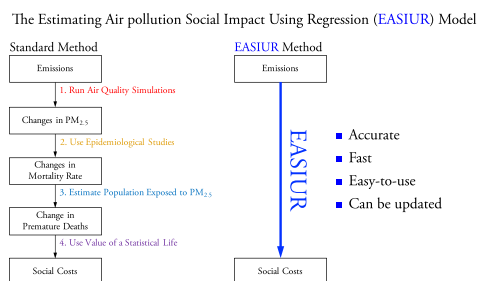 The Estimating Air pollution Social Impact Using Regression (EASIUR) Model
Standard Method
Emissions
1. Run Air Quality Simulations
Changes in PM2.5
2. Use Epidemiological Studies
Changes in
Mortality Rate
3. Estimate Population Exposed to PM2.5
Change in
Premature Deaths
4. Use Value of a Statistical Life
Social Costs
EASIUR Method
Emissions
EASIUR
Social Costs
Accurate
Fast
Easy-to-use
Can be updated